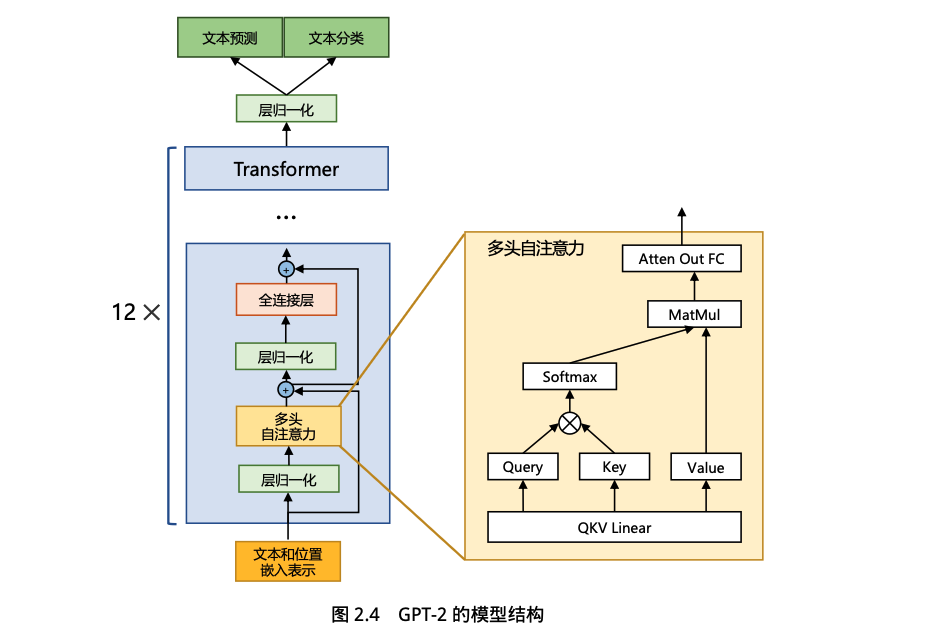 文本预测
文本分类
层归一化
Transformer
...
12 ×
+
全连接层
层归一化
+
多头
自注意力
层归一化
文本和位置
嵌入表示
多头自注意力
Atten Out FC
MatMul
Softmax
Query
Key
Value
QKV Linear
图 2.4 GPT-2 的模型结构